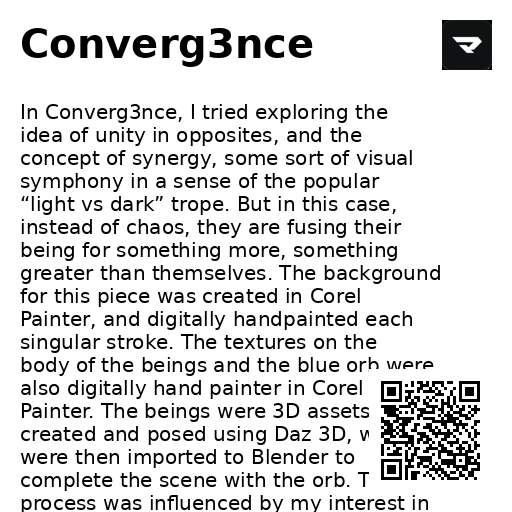 Converg3nce
In Converg3nce, I tried exploring the
idea of unity in opposites, and the
concept of synergy, some sort of visual
symphony in a sense of the popular
“light vs dark” trope. But in this case,
instead of chaos, they are fusing their
being for something more, something
greater than themselves. The background
for this piece was created in Corel
Painter, and digitally handpainted each
singular stroke. The textures on the
body of the beings and the blue orb were
also digitally hand painter in Corel
Painter. The beings were 3D assets
created and posed using Daz 3D,
were then imported to Blender to
complete the scene with the orb.
process was influenced by my interest in